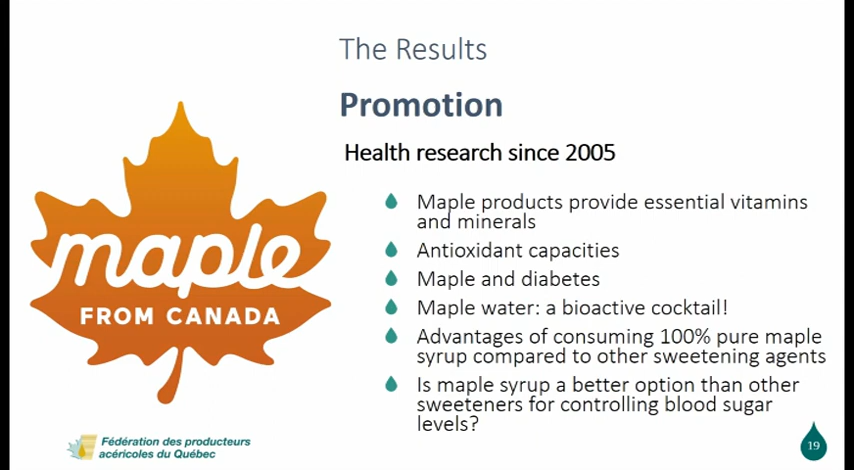 The Results
Promotion
Health research since 2005
Maple products provide essential vitamins
and minerals
Antioxidant capacities
Maple and diabetes
Maple water: a bioactive cocktail!
Advantages of consuming 100% pure maple
syrup compared to other sweetening agents
Is maple syrup a better option than other
sweeteners for controlling blood sugar
levels?
maple
FROM CANADA
Fédération des producteurs
acéricoles du Québec
19